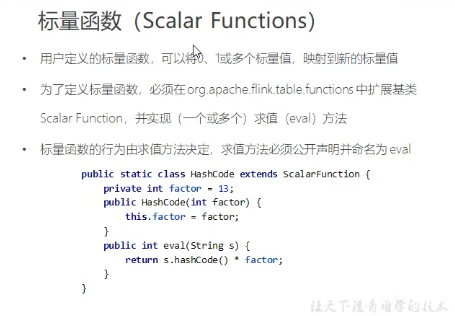 标量函数（Scalar Functions）
• 用户定义的标量函数，可以将0、1或多个标量值，映射到新的标量值
• 为了定义标量函数，必须在 org.apache.flink.table.functions 中扩展基类
Scalar Function，并实现（一个或多个）求值（eval）方法
• 标量函数的行为由求值方法决定，求值方法必须公开声明并命名为 eval
public static class HashCode extends ScalarFunction {
private int factor = 13;
public HashCode(int factor) {
this.factor = factor;
}
public int eval(String s) {
return s.hashCode() * factor;
}
}
让天下没有难学的技术